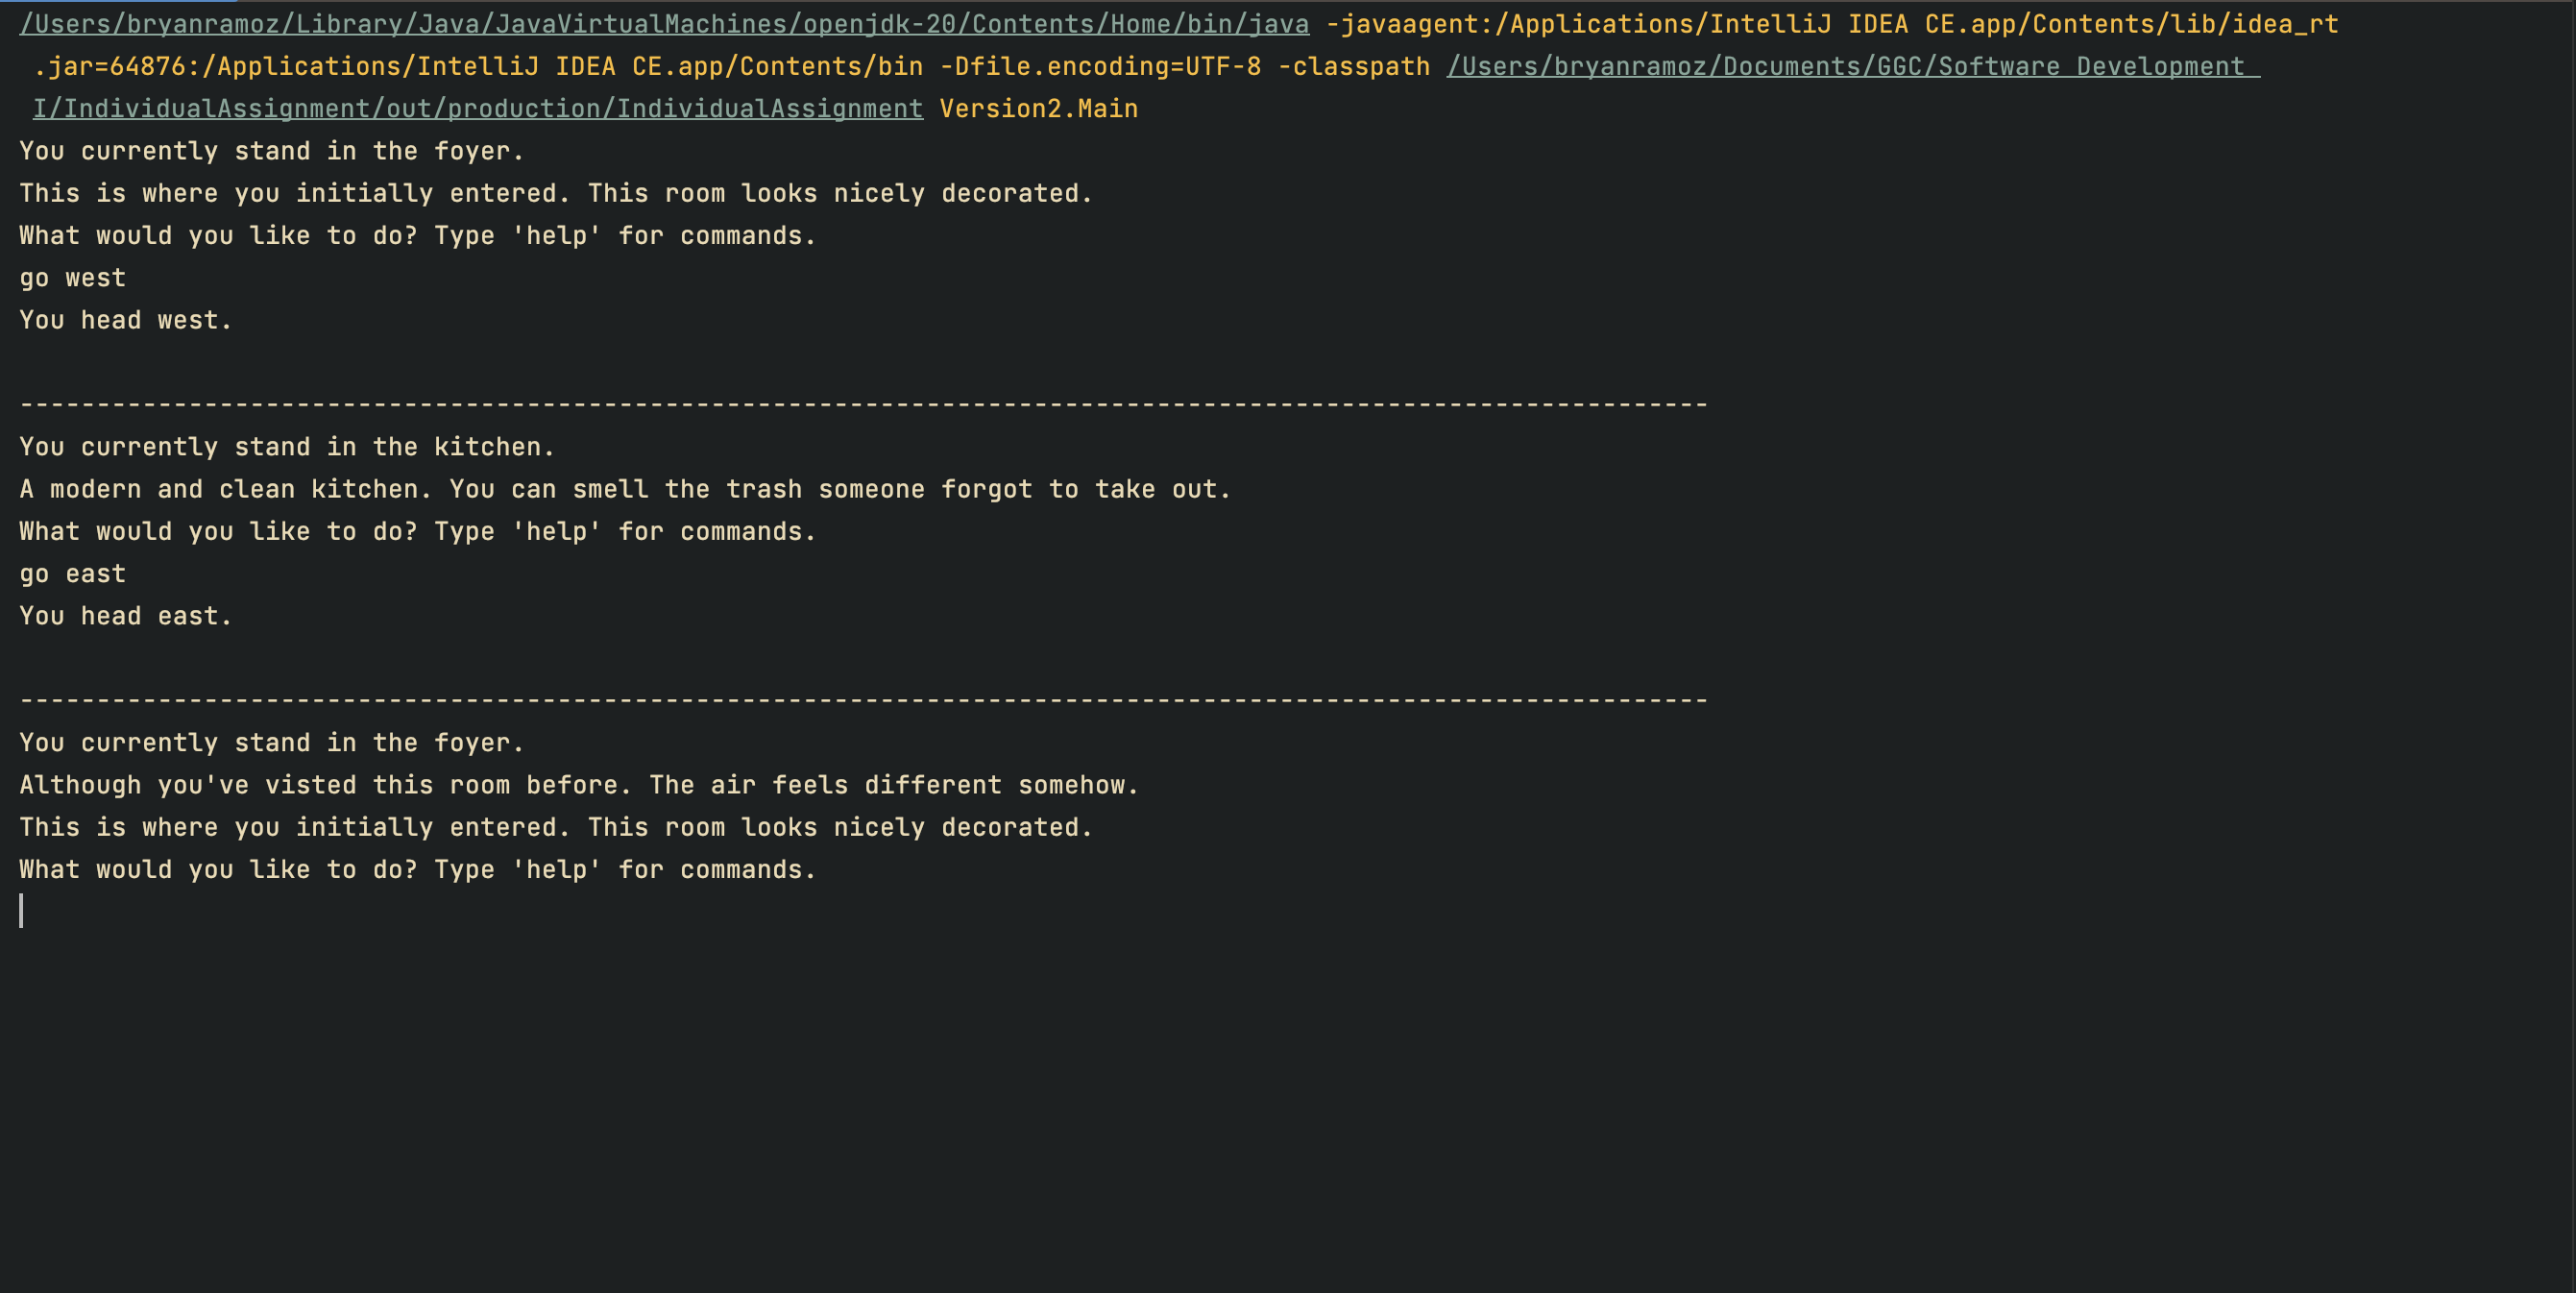 /Users/bryanramoz/Library/Java/JavaVirtualMachines/openjdk-20/Contents/Home/bin/java -javaagent:/Applications/IntelliJ IDEA CE.app/Contents/lib/idea_rt
.jar=64876:/Applications/IntelliJ IDEA CE.app/Contents/bin -Dfile.encoding=UTF-8 -classpath /Users/bryanramoz/Documents/GGC/Software Development
I/IndividualAssignment/out/production/IndividualAssignment Version2.Main
You currently stand in the foyer.
This is where you initially entered. This room looks nicely decorated.
What would you like to do? Type 'help' for commands.
go west
You head west.
--------------------------------------------------------------------------------------------------------------
You currently stand in the kitchen.
A modern and clean kitchen. You can smell the trash someone forgot to take out.
What would you like to do? Type 'help' for commands.
go east
You head east.
--------------------------------------------------------------------------------------------------------------
You currently stand in the foyer.
Although you've visted this room before. The air feels different somehow.
This is where you initially entered. This room looks nicely decorated.
What would you like to do? Type 'help' for commands.